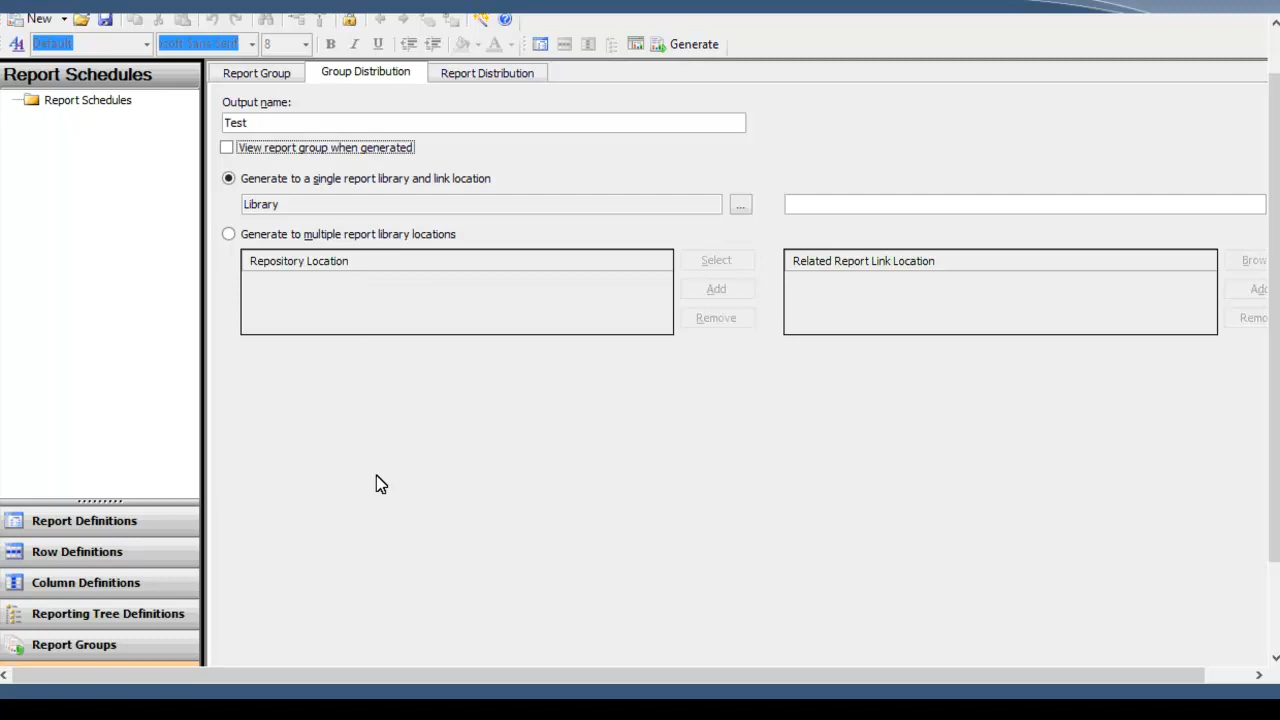 New
Default 8 B I U A Generate
Report Schedules
Report Schedules
Report Group Group Distribution Report Distribution
Output name:
Test
View report group when generated
Generate to a single report library and link location
Library ...
Generate to multiple report library locations
Repository Location Select Related Report Link Location Brow
Add Add
Remove Remo
Report Definitions
Row Definitions
Column Definitions
Reporting Tree Definitions
Report Groups